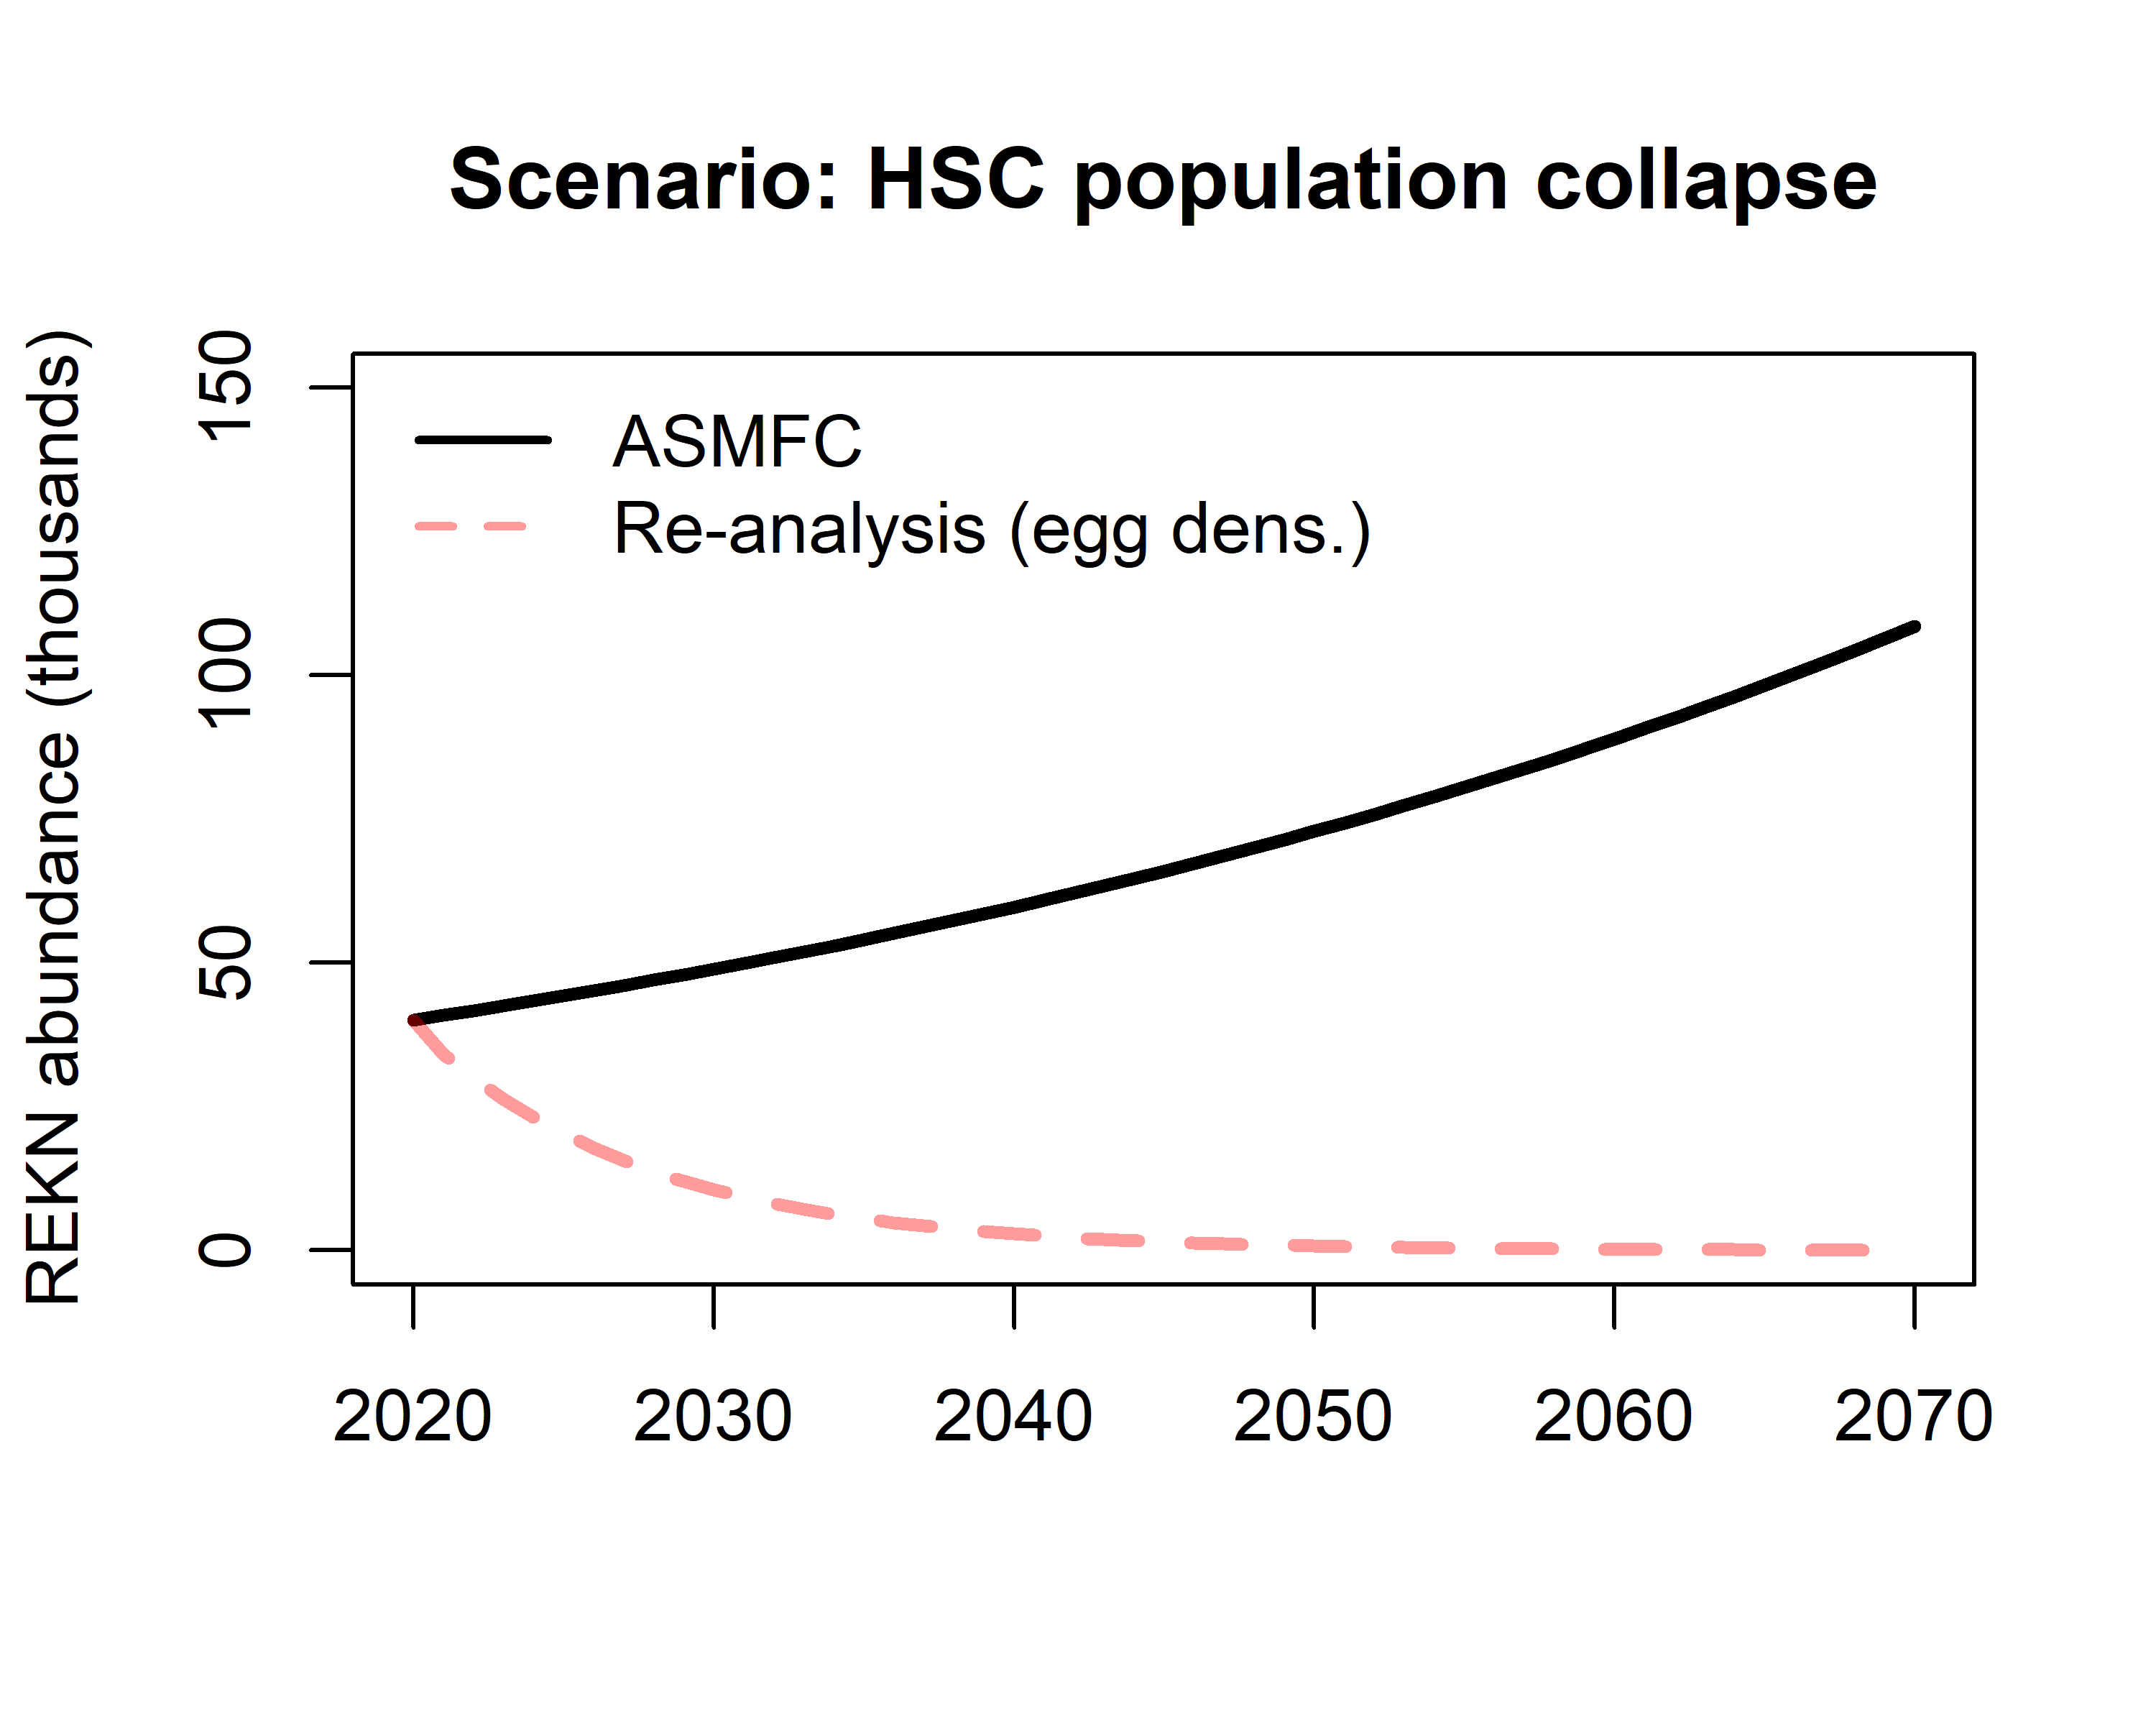 Scenario: HSC population collapse
REKN abundance (thousands)
150
100
50
0
ASMFC
Re-analysis (egg dens.)
2020 2030 2040 2050 2060 2070